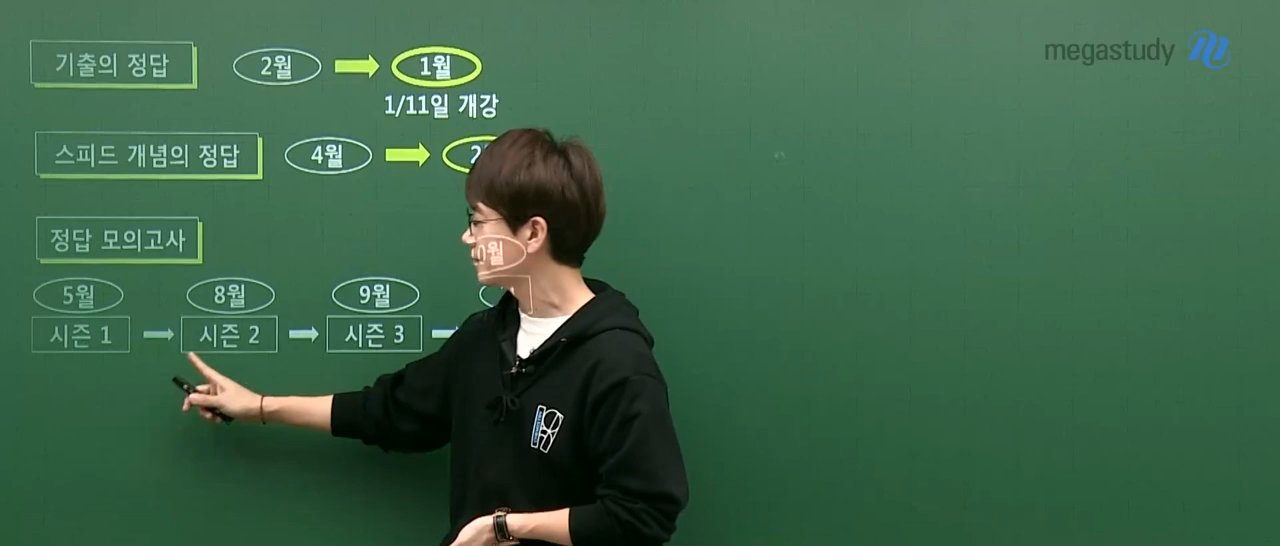 기출의 정답 2월 1월
megastudy
1/11일 개강
스피드 개념의 정답 4월
정답 모의고사
5월 8월 9월
시즌 1 시즌 2 시즌 3